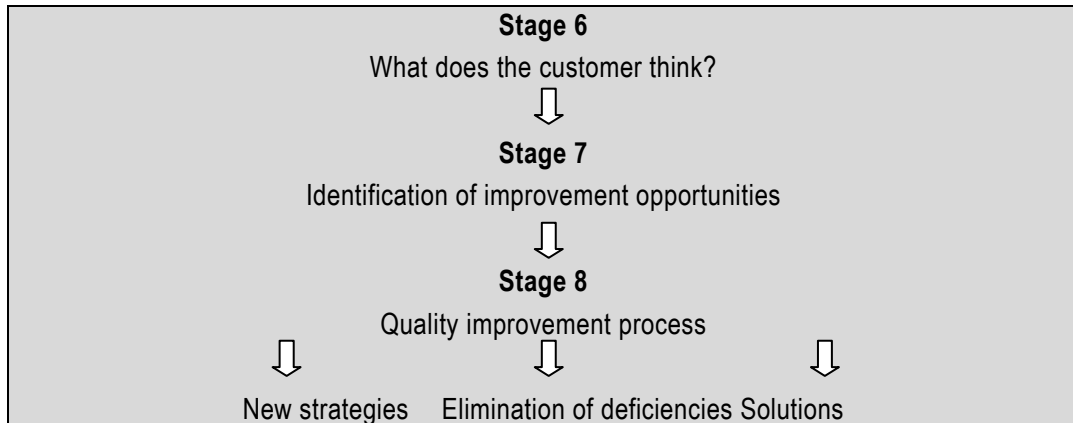 Stage 6
What does the customer think?
Stage 7
Identification of improvement opportunities
Stage 8
Quality improvement process
New strategies Elimination of deficiencies Solutions